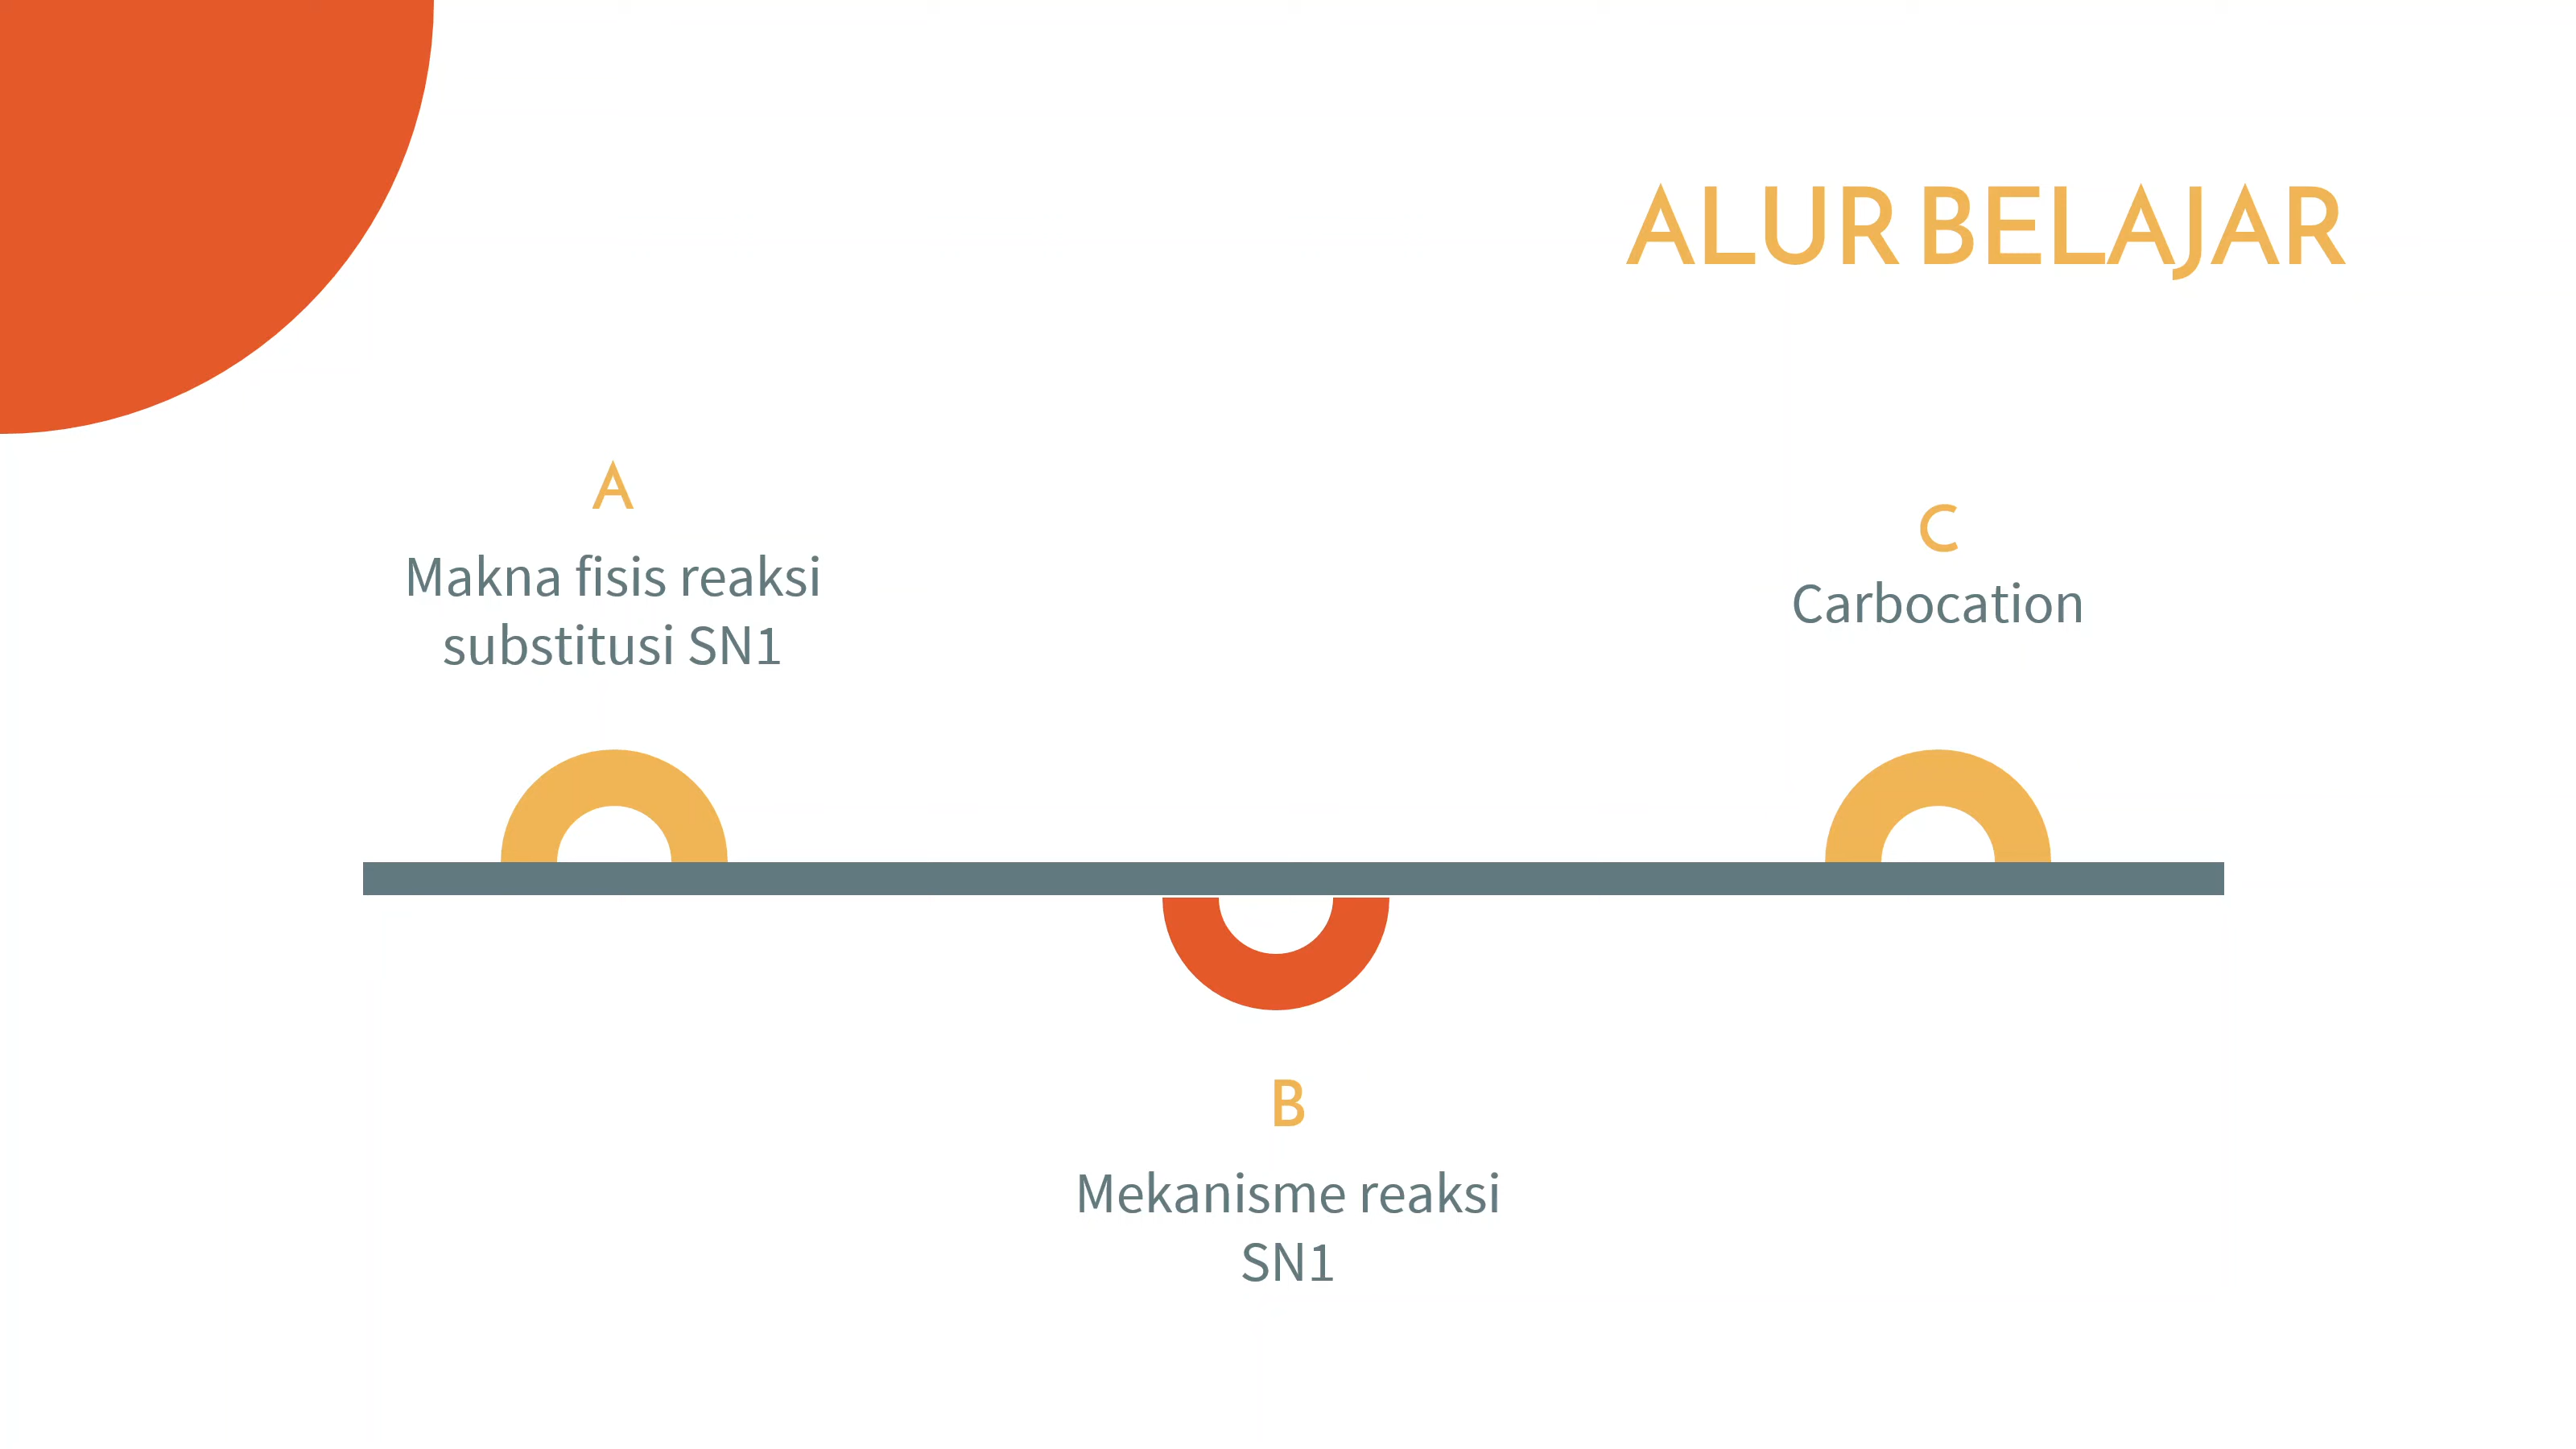 ALUR BELAJAR
A
Makna fisis reaksi
substitusi SN1
C
Carbocation
B
Mekanisme reaksi
SN1